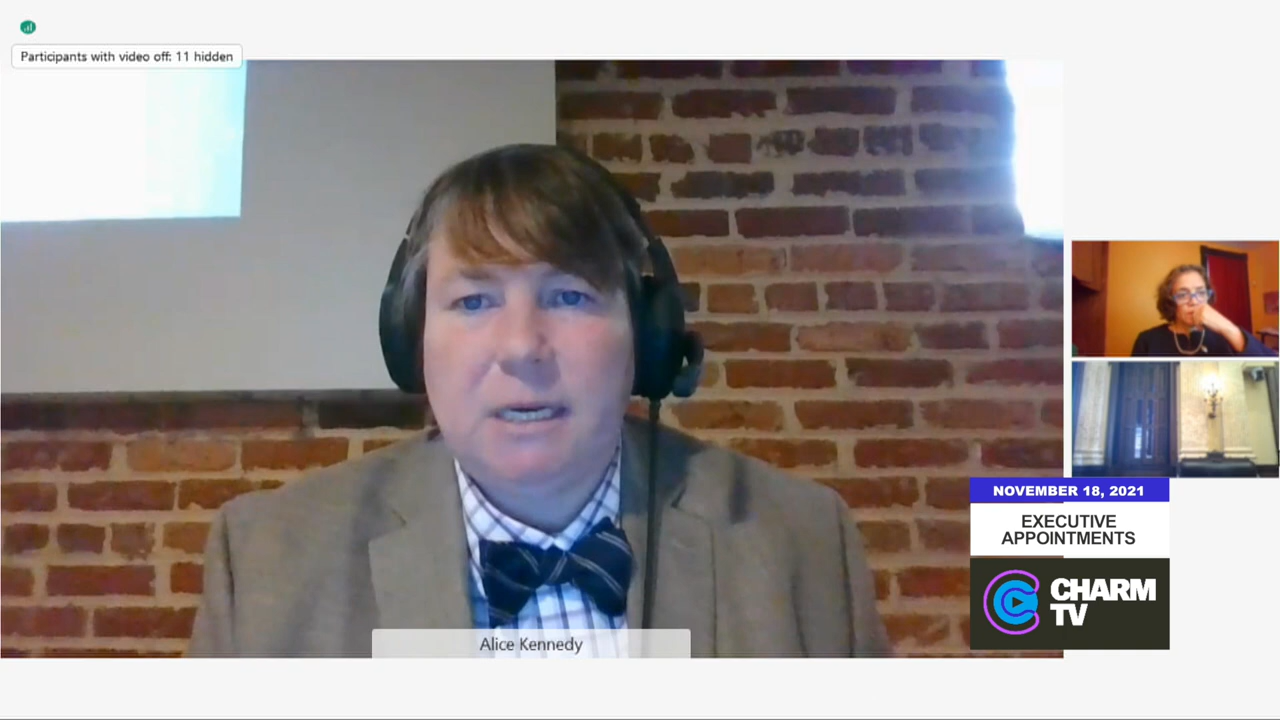 Participants with video off: 11 hidden
NOVEMBER 18, 2021
EXECUTIVE
APPOINTMENTS
CHARM
TV
Alice Kennedy